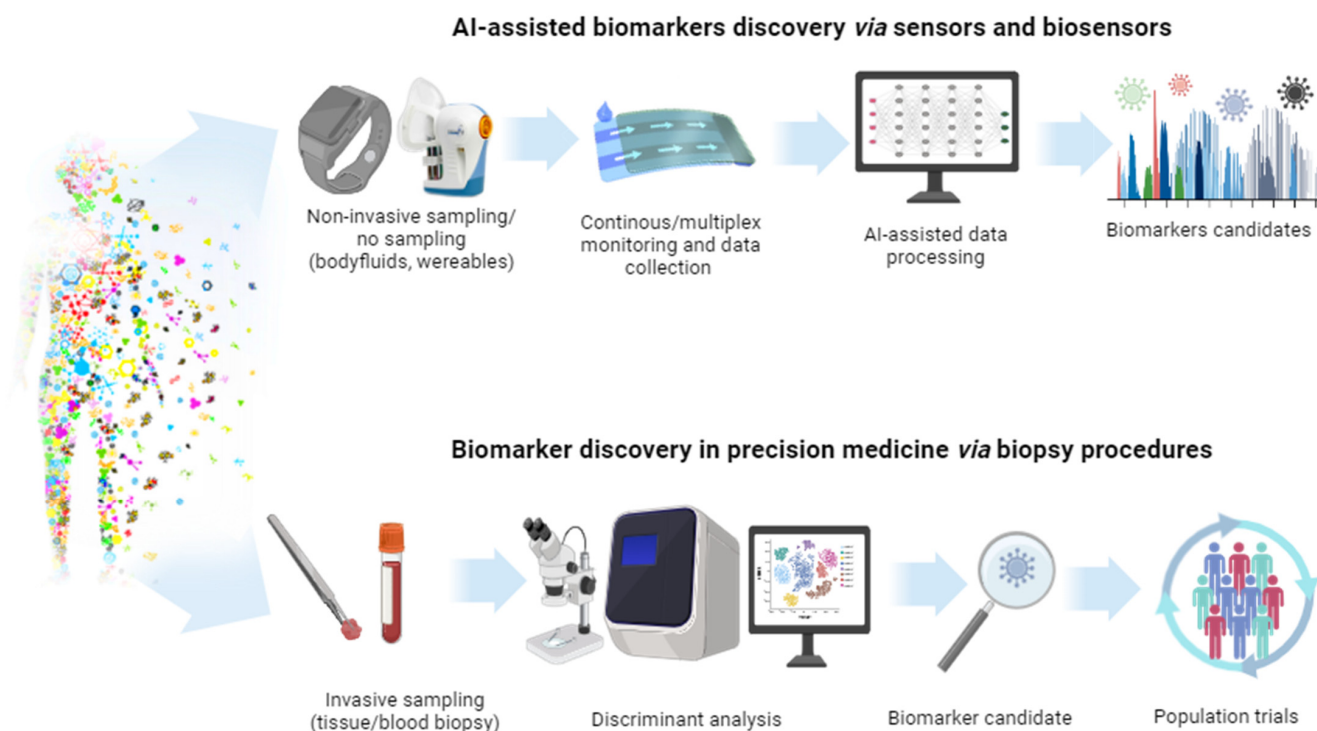 AI-assisted biomarkers discovery via sensors and biosensors
Non-invasive sampling/
no sampling
(bodyfluids, wereables)
Continous/multiplex
monitoring and data
collection
AI-assisted data
processing
Biomarkers candidates
Biomarker discovery in precision medicine via biopsy procedures
Invasive sampling
(tissue/blood biopsy)
Discriminant analysis
Biomarker candidate
Population trials